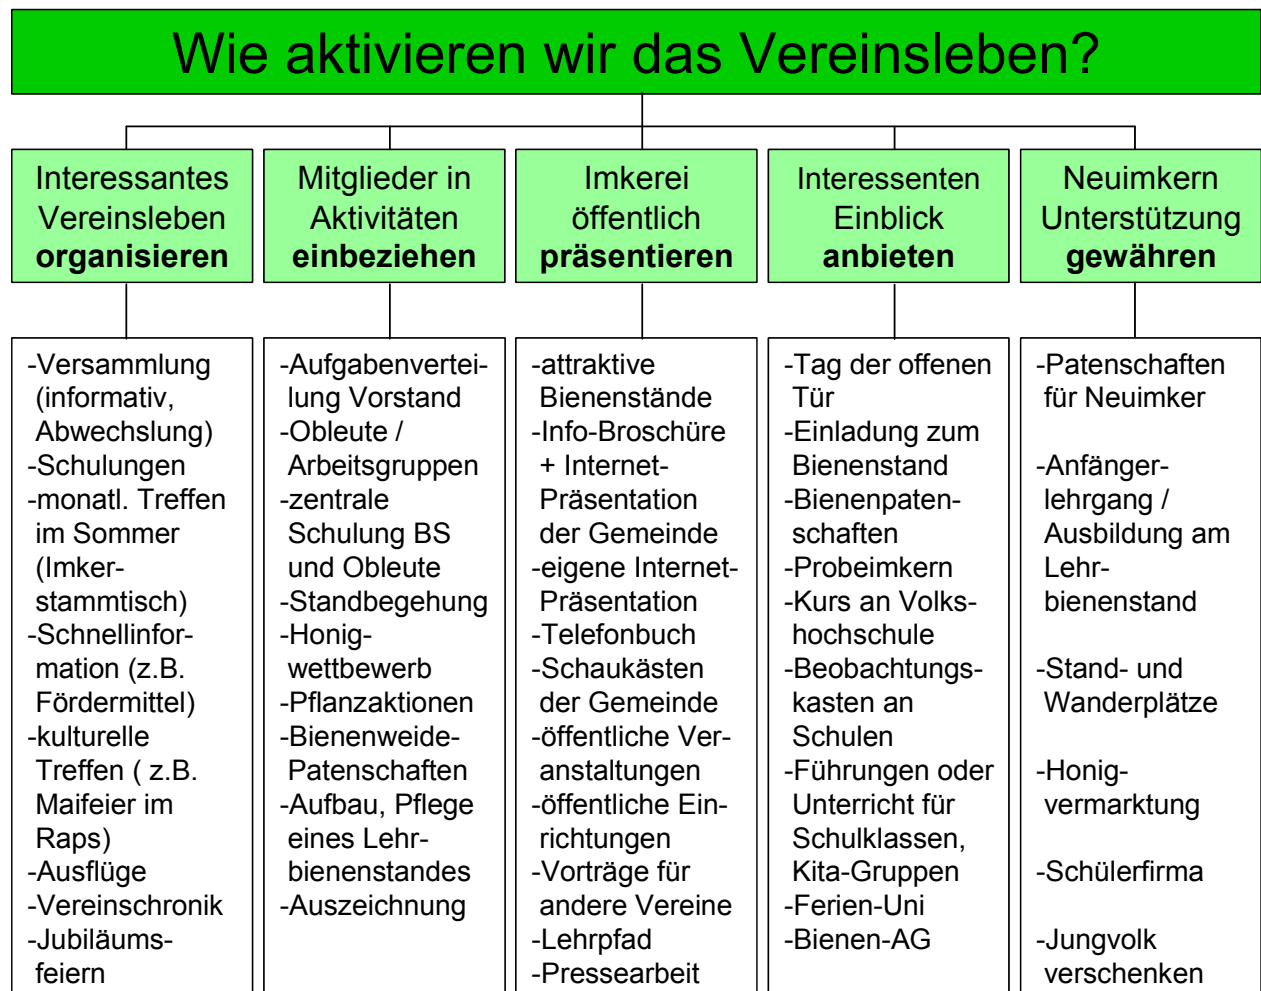 Wie aktivieren wir das Vereinsleben?
Interessantes
Vereinsleben
organisieren
Mitglieder in
Aktivitäten
einbeziehen
Imkerei
öffentlich
präsentieren
Interessenten
Einblick
anbieten
Neuimkern
Unterstützung
gewähren
-Versammlung
(informativ,
Abwechslung)
-Schulungen
-monatl. Treffen
im Sommer
(Imker-
stammtisch)
-Schnellinfor-
mation (z.B.
Fördermittel)
-kulturelle
Treffen ( z.B.
Maifeier im
Raps)
-Ausflüge
-Vereinschronik
-Jubiläums-
feiern
-Aufgabenvertei-
lung Vorstand
-Obleute /
Arbeitsgruppen
-zentrale
Schulung BS
und Obleute
-Standbegehung
-Honig-
wettbewerb
-Pflanzaktionen
-Bienenweide-
Patenschaften
-Aufbau, Pflege
eines Lehr-
bienenstandes
-Auszeichnung
-attraktive
Bienenstände
-Info-Broschüre
+ Internet-
Präsentation
der Gemeinde
-eigene Internet-
Präsentation
-Telefonbuch
-Schaukästen
der Gemeinde
-öffentliche Ver-
anstaltungen
-öffentliche Ein-
richtungen
-Vorträge für
andere Vereine
-Lehrpfad
-Pressearbeit
-Tag der offenen
Tür
-Einladung zum
Bienenstand
-Bienenpaten-
schaften
-Probeimkern
-Kurs an Volks-
hochschule
-Beobachtungs-
kasten an
Schulen
-Führungen oder
Unterricht für
Schulklassen,
Kita-Gruppen
-Ferien-Uni
-Bienen-AG
-Patenschaften
für Neuimker
-Anfänger-
lehrgang /
Ausbildung am
Lehr-
bienenstand
-Stand- und
Wanderplätze
-Honig-
vermarktung
-Schülerfirma
-Jungvolk
verschenken